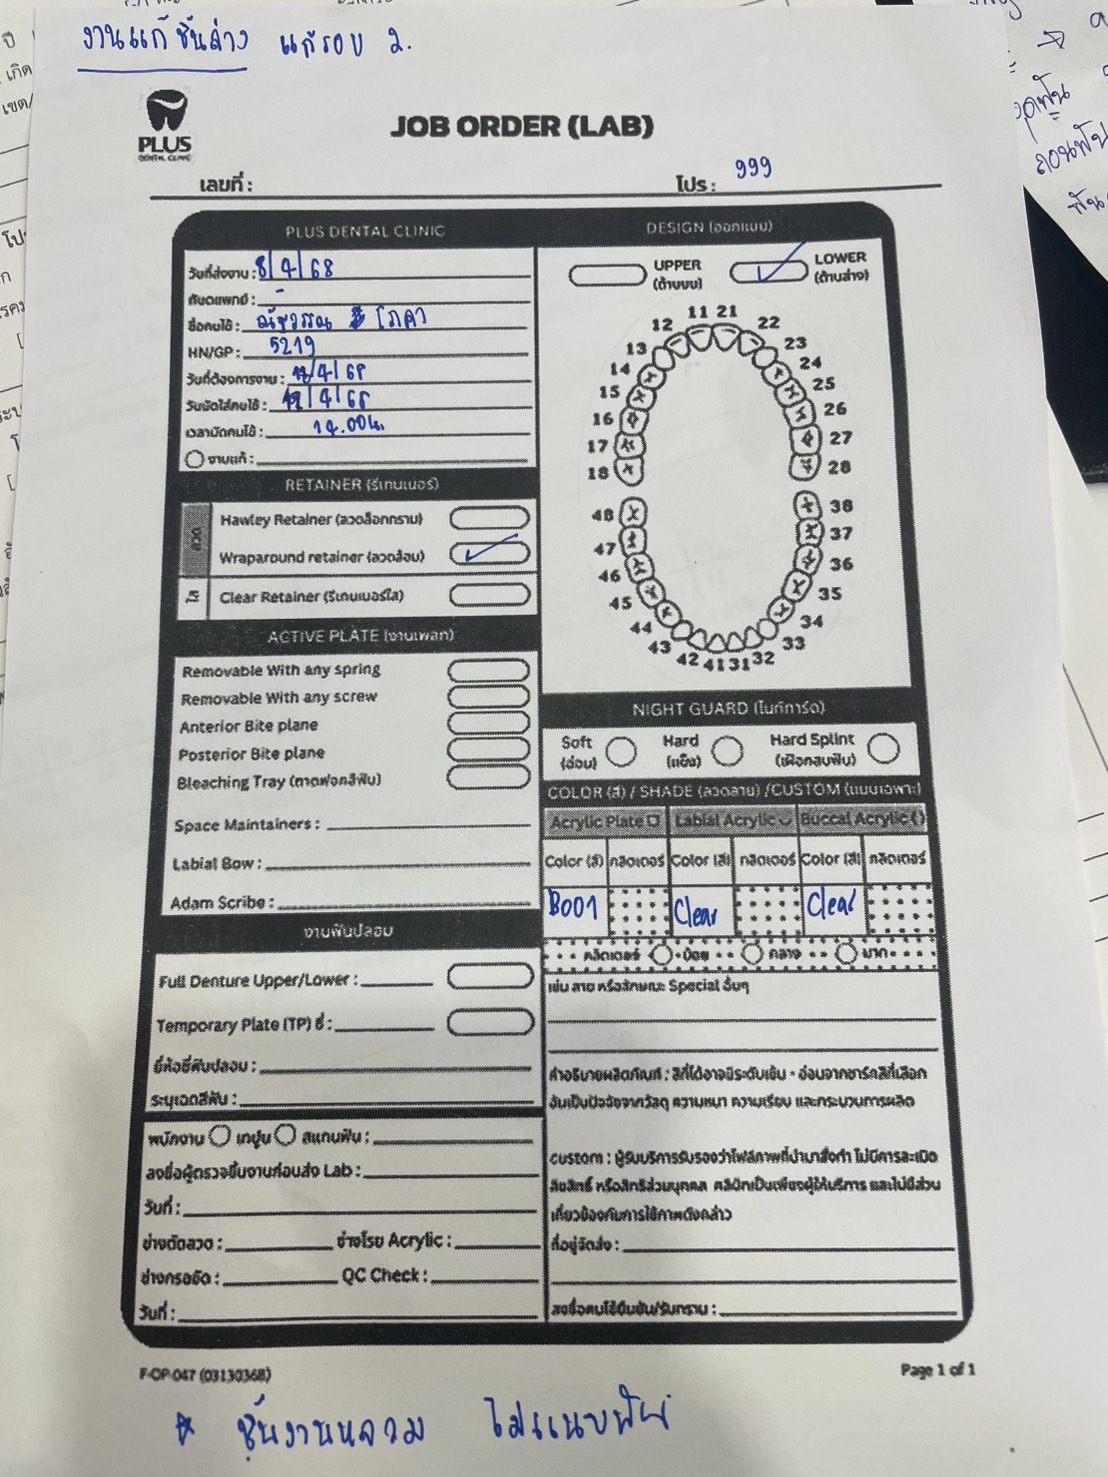 งานแก้ ชิ้นล่าง แก้รอบ 2.
PLUS
DENTAL CLINIC
JOB ORDER (LAB)
เลขที่ :
โปร : 999
PLUS DENTAL CLINIC
วันที่ส่งงาน : 8/4/68
ทันตแพทย์ : -
ชื่อคนไข้ : ณัฐวรรณ โภคา
HN/GP : 5219
วันที่ต้องการงาน : /4/68
วันนัดใส่คนไข้ : /4/68
เวลานัดคนไข้ : 14.00น.
งานแก้ :
RETAINER (รีเทนเนอร์)
ลวด
Hawley Retainer (ลวดล็อกกราม)
Wraparound retainer (ลวดล้อม)
ใส
Clear Retainer (รีเทนเนอร์ใส)
ACTIVE PLATE (งานเพลท)
Removable With any spring
Removable With any screw
Anterior Bite plane
Posterior Bite plane
Bleaching Tray (ถาดฟอกสีฟัน)
Space Maintainers :
Labial Bow :
Adam Scribe :
งานฟันปลอม
Full Denture Upper/Lower :
Temporary Plate (TP) ซี่ :
ยี่ห้อซี่ฟันปลอม :
ระบุเฉดสีฟัน :
พนักงาน เทปูน สแกนฟัน :
ลงชื่อผู้ตรวจชิ้นงานก่อนส่ง Lab :
วันที่ :
ช่างดัดลวด : ช่างโรย Acrylic :
ช่างกรอขัด : QC Check :
วันที่ :
DESIGN (ออกแบบ)
UPPER
(ด้านบน)
LOWER
(ด้านล่าง)
11 21
12 22
13 23
14 24
15 25
16 26
17 27
18 28
48 38
47 37
46 36
45 35
44 34
43 33
42 41 31 32
NIGHT GUARD (ไนท์การ์ด)
Soft
(อ่อน)
Hard
(แข็ง)
Hard Splint
(เฝือกสบฟัน)
COLOR (สี) / SHADE (ลวดลาย) /CUSTOM (แบบเฉพาะ)
Acrylic Plate Labial Acrylic Buccal Acrylic
Color (สี) กลิตเตอร์ Color (สี) กลิตเตอร์ Color (สี) กลิตเตอร์
B001 Clear Clear
กลิตเตอร์ น้อย กลาง มาก
เช่น ลาย หรือลักษณะ Special อื่นๆ
คำอธิบายผลิตภัณฑ์ : สีที่ได้อาจมีระดับเข้ม - อ่อนจากชาร์ตสีที่เลือก
อันเป็นปัจจัยจากวัสดุ ความหนา ความเรียบ และกระบวนการผลิต
custom : ผู้รับบริการรับรองว่าไฟล์ภาพที่นำมาสั่งทำ ไม่มีการละเมิด
ลิขสิทธิ์ หรือสิทธิส่วนบุคคล คลินิกเป็นเพียงผู้ให้บริการ และไม่มีส่วน
เกี่ยวข้องกับการใช้ภาพดังกล่าว
ที่อยู่จัดส่ง :
ลงชื่อคนไข้ยืนยัน/รับทราบ :
F-OP-047 (03130368)
Page 1 of 1
* ชิ้นงานหลวม ไม่แนบฟัน